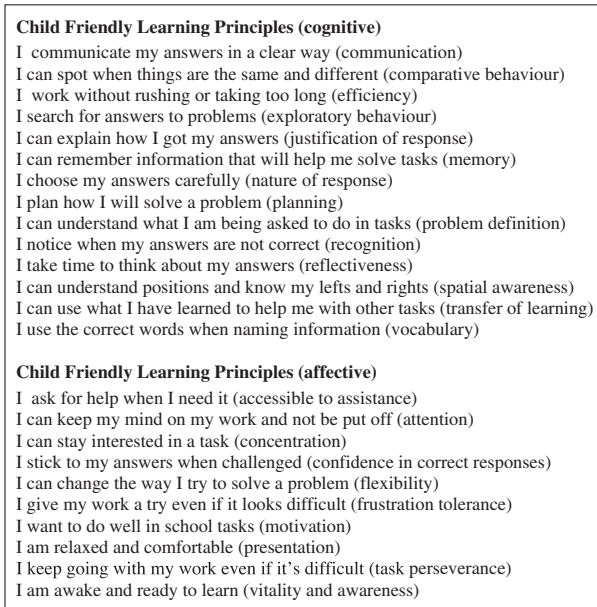 Child Friendly Learning Principles (cognitive)
I communicate my answers in a clear way (communication)
I can spot when things are the same and different (comparative behaviour)
I work without rushing or taking too long (efficiency)
I search for answers to problems (exploratory behaviour)
I can explain how I got my answers (justification of response)
I can remember information that will help me solve tasks (memory)
I choose my answers carefully (nature of response)
I plan how I will solve a problem (planning)
I can understand what I am being asked to do in tasks (problem definition)
I notice when my answers are not correct (recognition)
I take time to think about my answers (reflectiveness)
I can understand positions and know my lefts and rights (spatial awareness)
I can use what I have learned to help me with other tasks (transfer of learning)
I use the correct words when naming information (vocabulary)
Child Friendly Learning Principles (affective)
I ask for help when I need it (accessible to assistance)
I can keep my mind on my work and not be put off (attention)
I can stay interested in a task (concentration)
I stick to my answers when challenged (confidence in correct responses)
I can change the way I try to solve a problem (flexibility)
I give my work a try even if it looks difficult (frustration tolerance)
I want to do well in school tasks (motivation)
I am relaxed and comfortable (presentation)
I keep going with my work even if it's difficult (task perseverance)
I am awake and ready to learn (vitality and awareness)